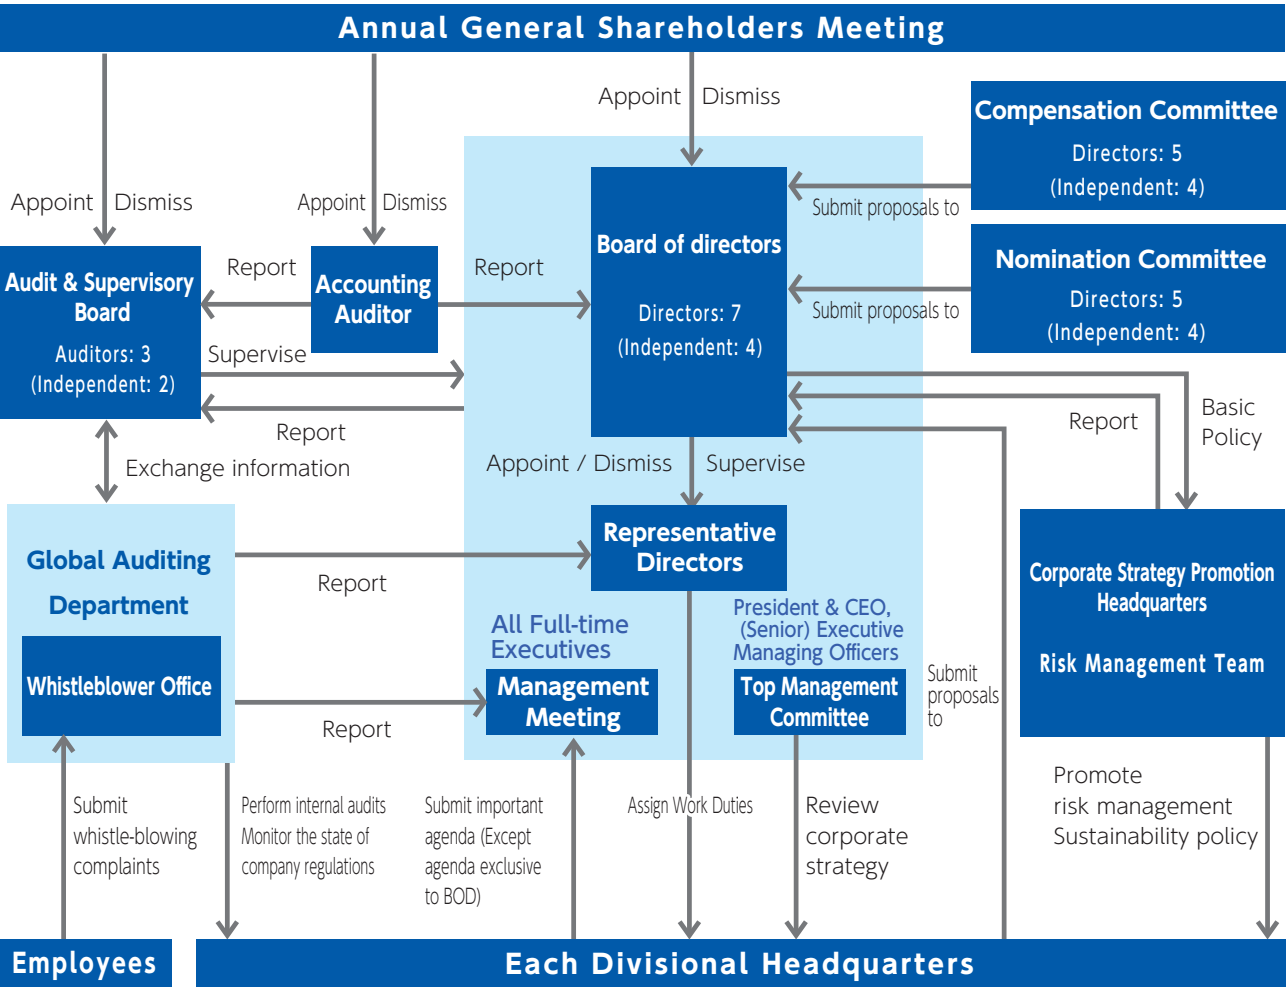 Annual General Shareholders Meeting
Appoint Dismiss
Compensation Committee
Directors: 5
(Independent: 4)
Submit proposals to
Appoint Dismiss
Appoint Dismiss
Board of directors
Directors: 7
(Independent: 4)
Nomination Committee
Directors: 5
(Independent: 4)
Submit proposals to
Audit & Supervisory
Board
Auditors: 3
(Independent: 2)
Report
Accounting
Auditor
Report
Supervise
Report
Exchange information
Report
Basic
Policy
Appoint / Dismiss Supervise
Global Auditing
Department
Whistleblower Office
Report
Representative
Directors
Corporate Strategy Promotion
Headquarters
Risk Management Team
All Full-time
Executives
Management
Meeting
President & CEO,
(Senior) Executive
Managing Officers
Top Management
Committee
Submit
proposals
to
Report
Submit
whistle-blowing
complaints
Perform internal audits
Monitor the state of
company regulations
Submit important
agenda (Except
agenda exclusive
to BOD)
Assign Work Duties
Review
corporate
strategy
Promote
risk management
Sustainability policy
Employees
Each Divisional Headquarters